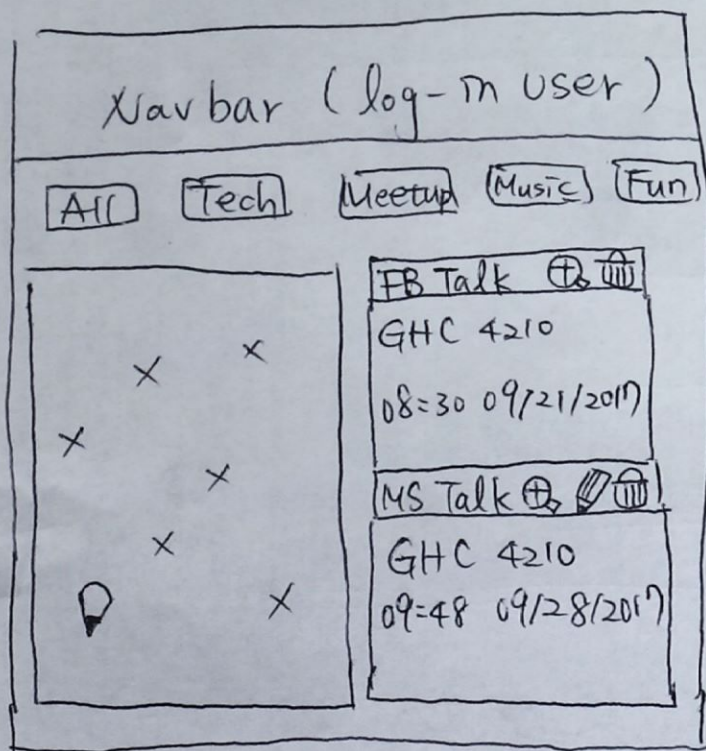 Navbar (log-in user)
All Tech Meetup Music Fun
FB Talk
GHC 4210
08:30 09/21/2017
MS Talk
GHC 4210
09:48 09/28/2017